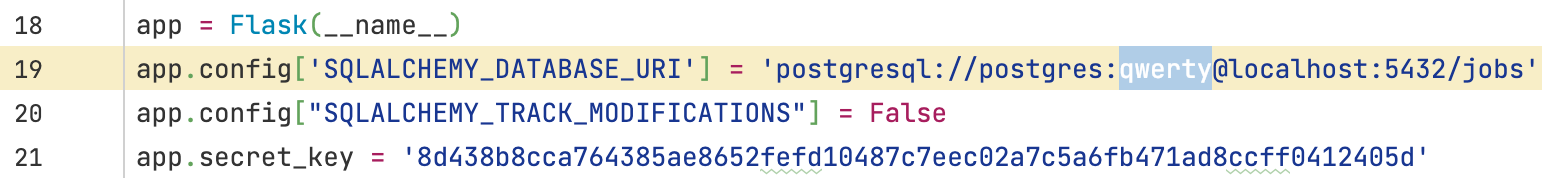 18 app = Flask(__name__)
19 app.config['SQLALCHEMY_DATABASE_URI'] = 'postgresql://postgres:qwerty@localhost:5432/jobs'
20 app.config["SQLALCHEMY_TRACK_MODIFICATIONS"] = False
21 app.secret_key = '8d438b8cca764385ae8652fefd10487c7eec02a7c5a6fb471ad8ccff0412405d'